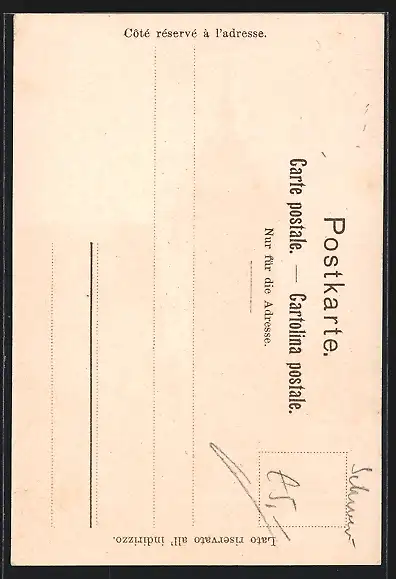 Côté réservé à l'adresse.
Postkarte.
Carte postale. — Cartolina postale.
Nur für die Adresse.
Lato riservato all' indirizzo.